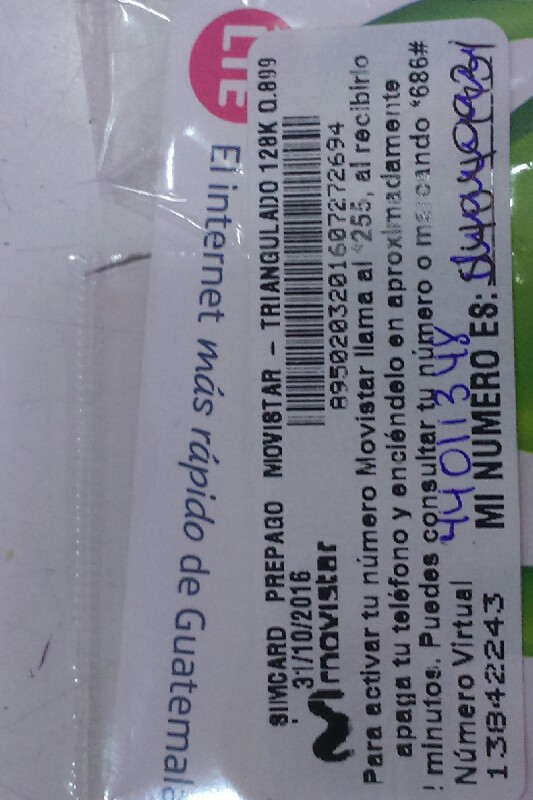 LTE
El internet más rápido de Guatemala
SIMCARD PREPAGO MOVISTAR - TRIANGULADO 128K 0.899
31/10/2016
movistar
8950203201607272694
Para activar tu número Movistar llama al *255, al recibirlo
apaga tu teléfono y enciéndelo en aproximadamente
! minutos. Puedes consultar tu número o marcando *686#
Número Virtual
44011348
13842243
MI NUMERO ES: